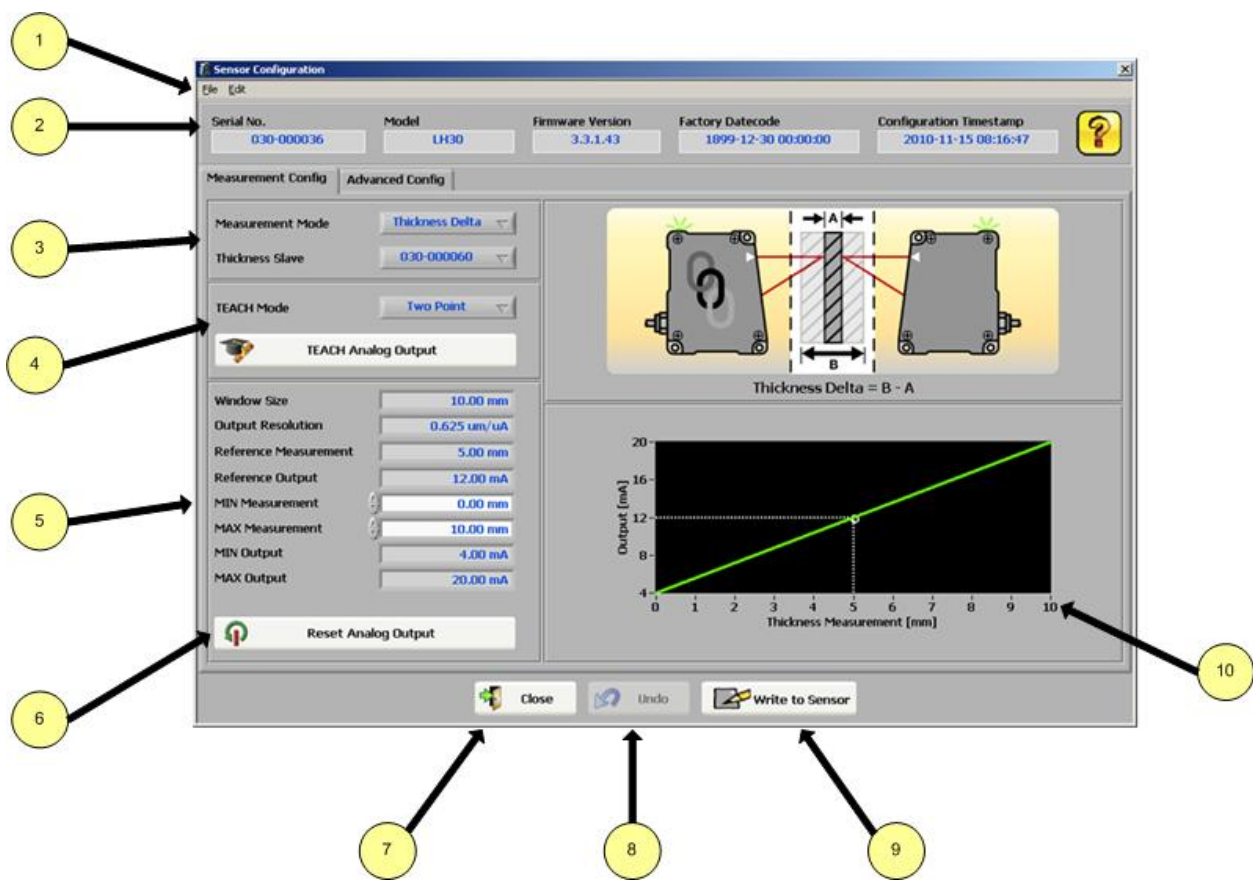 1
Sensor Configuration
File Edit
2
Serial No. Model Firmware Version Factory Datecode Configuration Timestamp
030-000036 LH30 3.3.1.43 1899-12-30 00:00:00 2010-11-15 08:16:47
?
Measurement Config Advanced Config
3
Measurement Mode Thickness Delta
Thickness Slave 030-000060
A
B
Thickness Delta = B - A
4
TEACH Mode Two Point
TEACH Analog Output
5
Window Size 10.00 mm
Output Resolution 0.625 um/uA
Reference Measurement 5.00 mm
Reference Output 12.00 mA
MIN Measurement 0.00 mm
MAX Measurement 10.00 mm
MIN Output 4.00 mA
MAX Output 20.00 mA
Output [mA]
20
16
12
8
4
0 1 2 3 4 5 6 7 8 9 10
Thickness Measurement [mm]
6
Reset Analog Output
10
Close Undo Write to Sensor
7
8
9